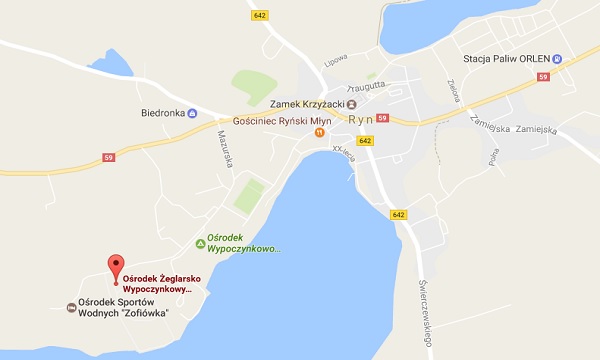 642
Lipowa
Stacja Paliw ORLEN
59
Traugutta
Zielona
Zamek Krzyżacki
Biedronka
Gościniec Ryński Młyn
Ryn
59
Zamiejska
Zamiejska
Mazurska
642
XX-lecia
Polna
59
642
Ośrodek
Wypoczynkowo...
Ośrodek Żeglarsko
Wypoczynkowy...
Świerczewskiego
Ośrodek Sportów
Wodnych "Zofiówka"